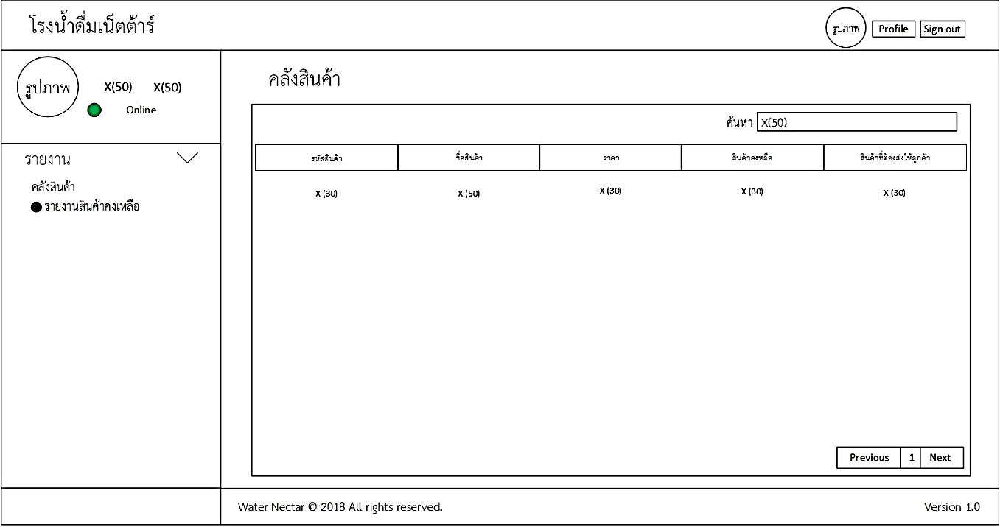 โรงน้ำดื่มเน็ตต้าร์
รูปภาพ Profile Sign out
รูปภาพ X(50) X(50)
Online
รายงาน
คลังสินค้า
รายงานสินค้าคงเหลือ
คลังสินค้า
ค้นหา X(50)
รหัสสินค้า ชื่อสินค้า ราคา สินค้าคงหลือ สินค้าที่ต้องส่งให้ลูกค้า
X (30) X (50) X (30) X (30) X (30)
Previous 1 Next
Water Nectar © 2018 All rights reserved. Version 1.0